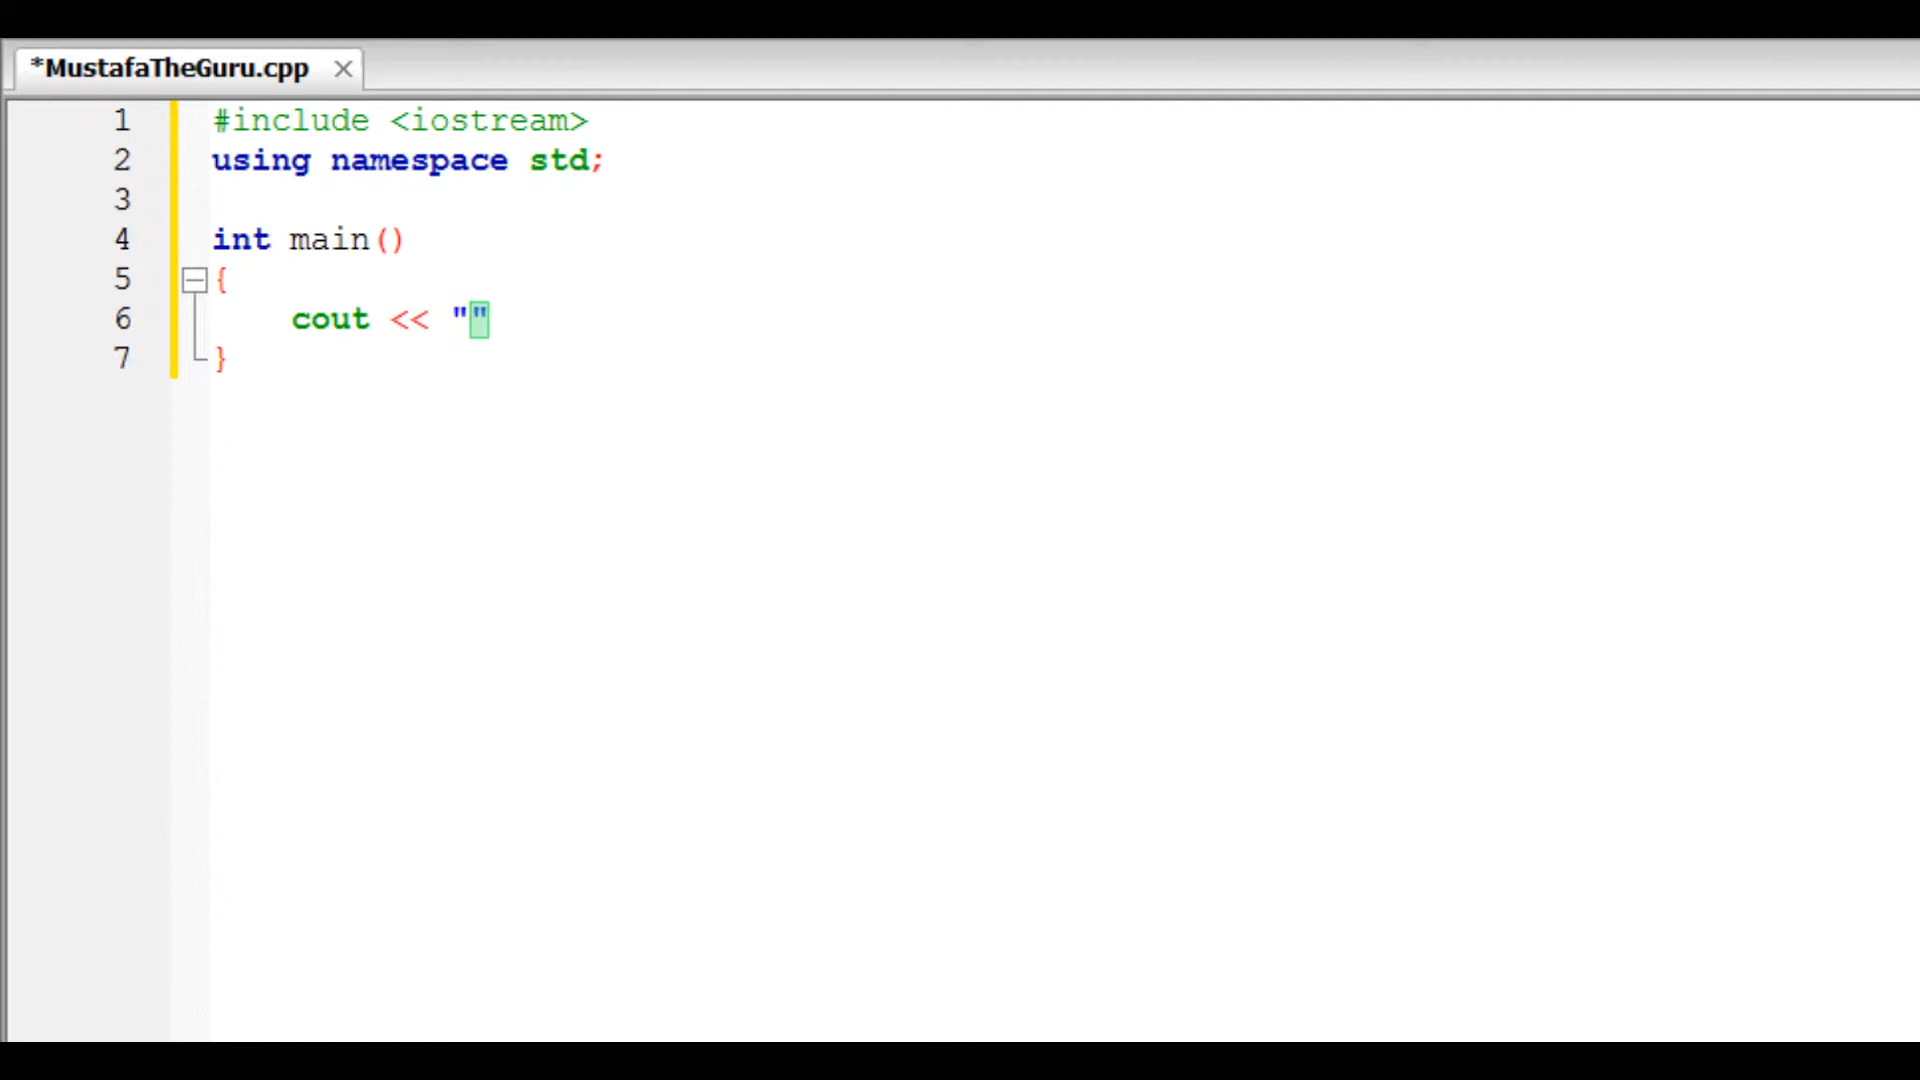 *MustafaTheGuru.cpp
1 #include <iostream>
2 using namespace std;
3
4 int main()
5 {
6     cout << ""
7 }